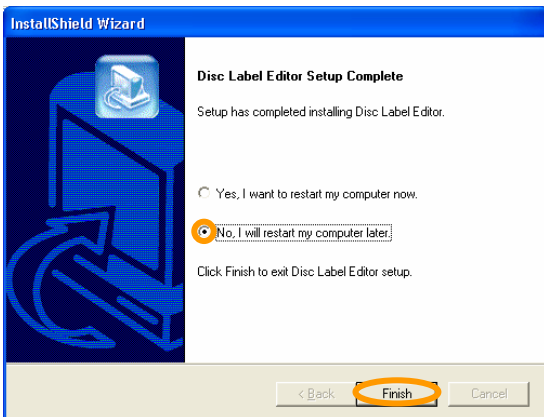 InstallShield Wizard
Disc Label Editor Setup Complete
Setup has completed installing Disc Label Editor.
Yes, I want to restart my computer now.
No, I will restart my computer later.
Click Finish to exit Disc Label Editor setup.
< Back Finish Cancel